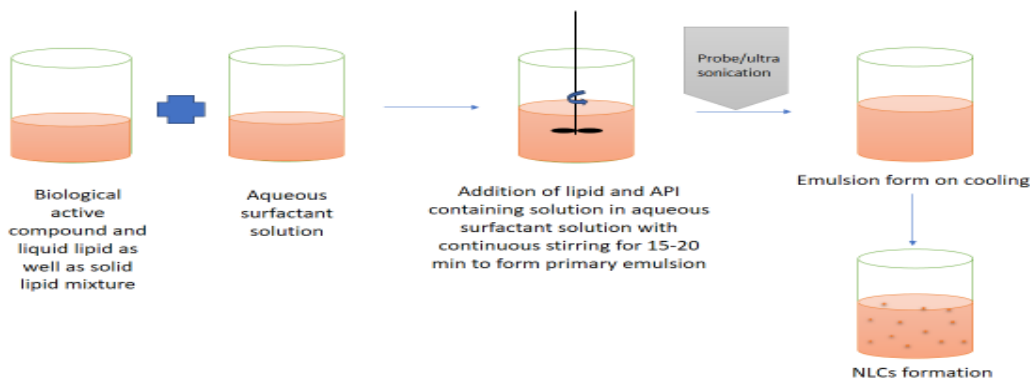 Biological
active
compound and
liquid lipid as
well as solid
lipid mixture
Aqueous
surfactant
solution
Addition of lipid and API
containing solution in aqueous
surfactant solution with
continuous stirring for 15-20
min to form primary emulsion
Probe/ultra
sonication
Emulsion form on cooling
NLCs formation